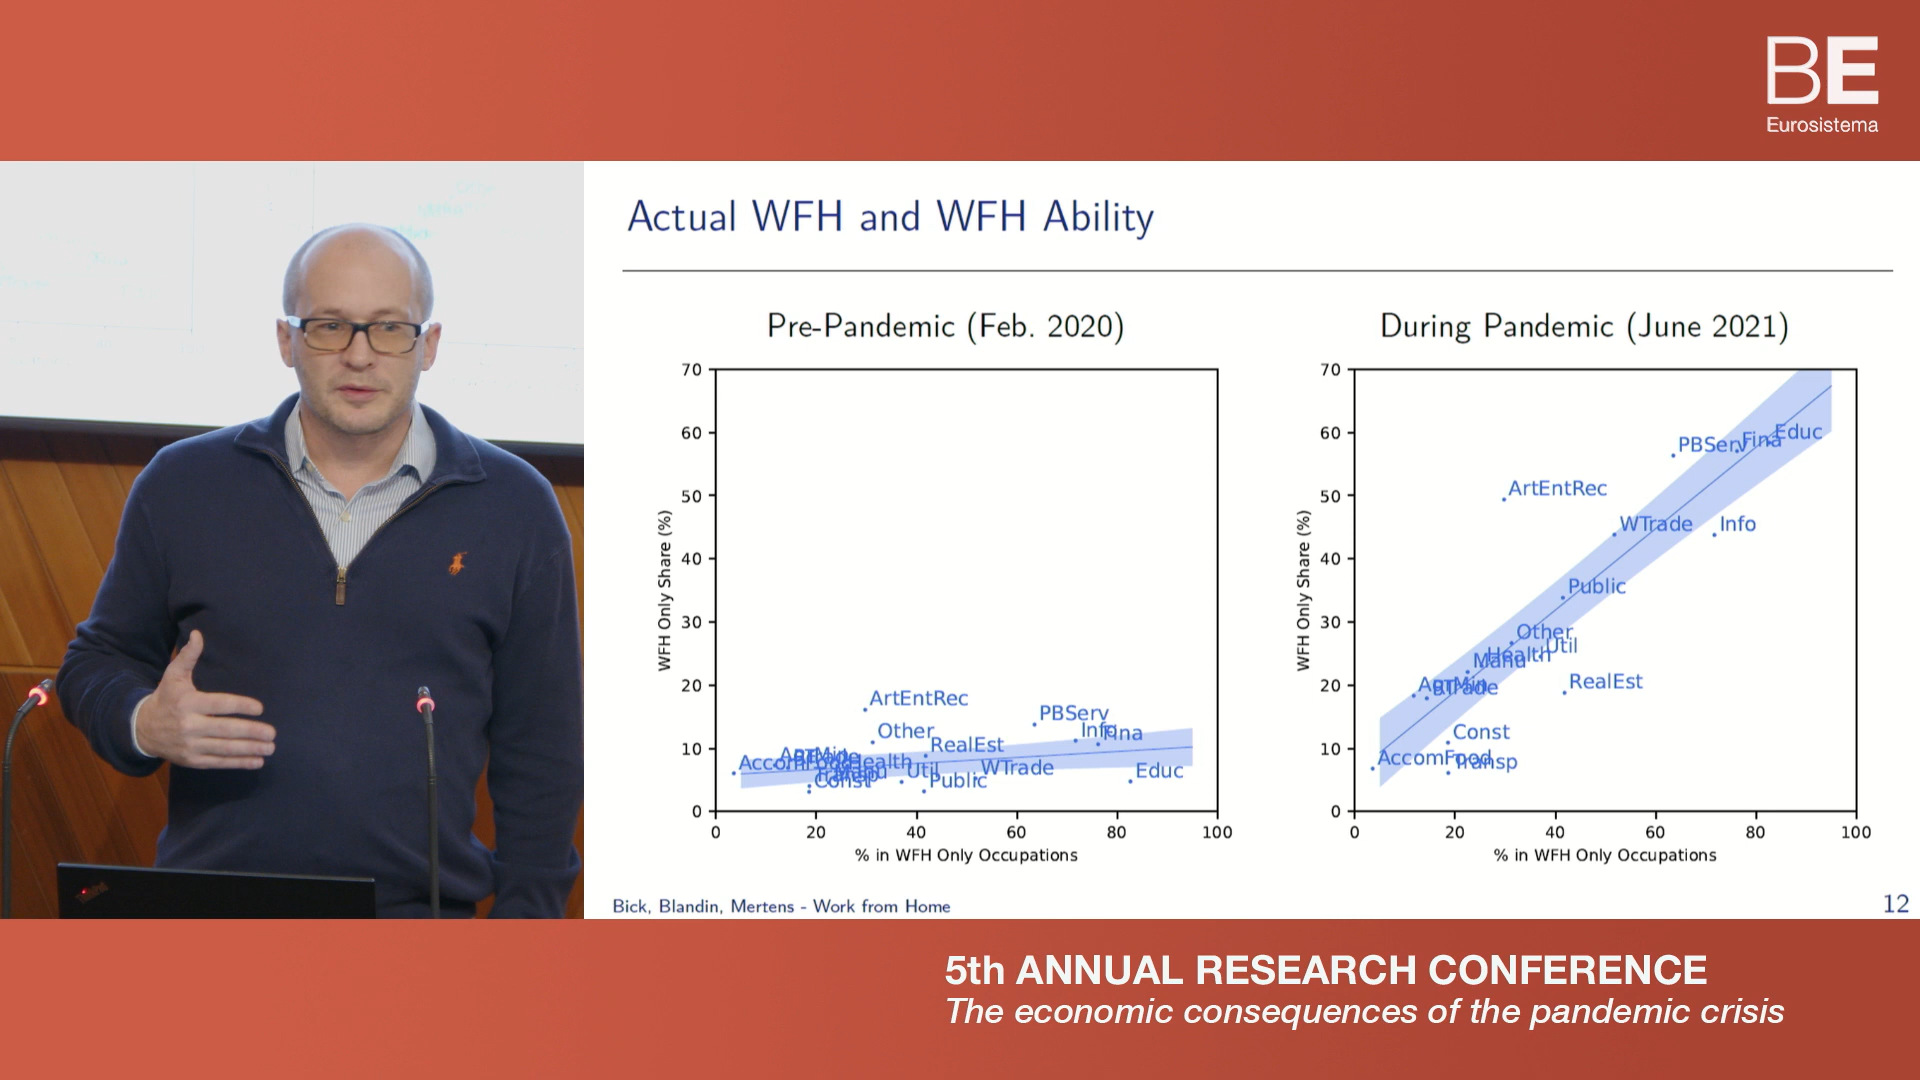 BE
Eurosistema
Actual WFH and WFH Ability
Pre-Pandemic (Feb. 2020)
70
60
50
40
30
20
10
0
WFH Only Share (%)
ArtEntRec
PBServ
Other
Info
Fina
RealEst
AccomFood
Health
Manu
WTrade
Util
Educ
Const
Public
0 20 40 60 80 100
% in WFH Only Occupations
During Pandemic (June 2021)
70
60
50
40
30
20
10
0
WFH Only Share (%)
Educ
PBServ
Fina
ArtEntRec
WTrade
Info
Public
Other
Util
Health
Manu
RealEst
AgrMin
RTrade
Const
AccomFood
Transp
0 20 40 60 80 100
% in WFH Only Occupations
Bick, Blandin, Mertens - Work from Home
12
5th ANNUAL RESEARCH CONFERENCE
The economic consequences of the pandemic crisis